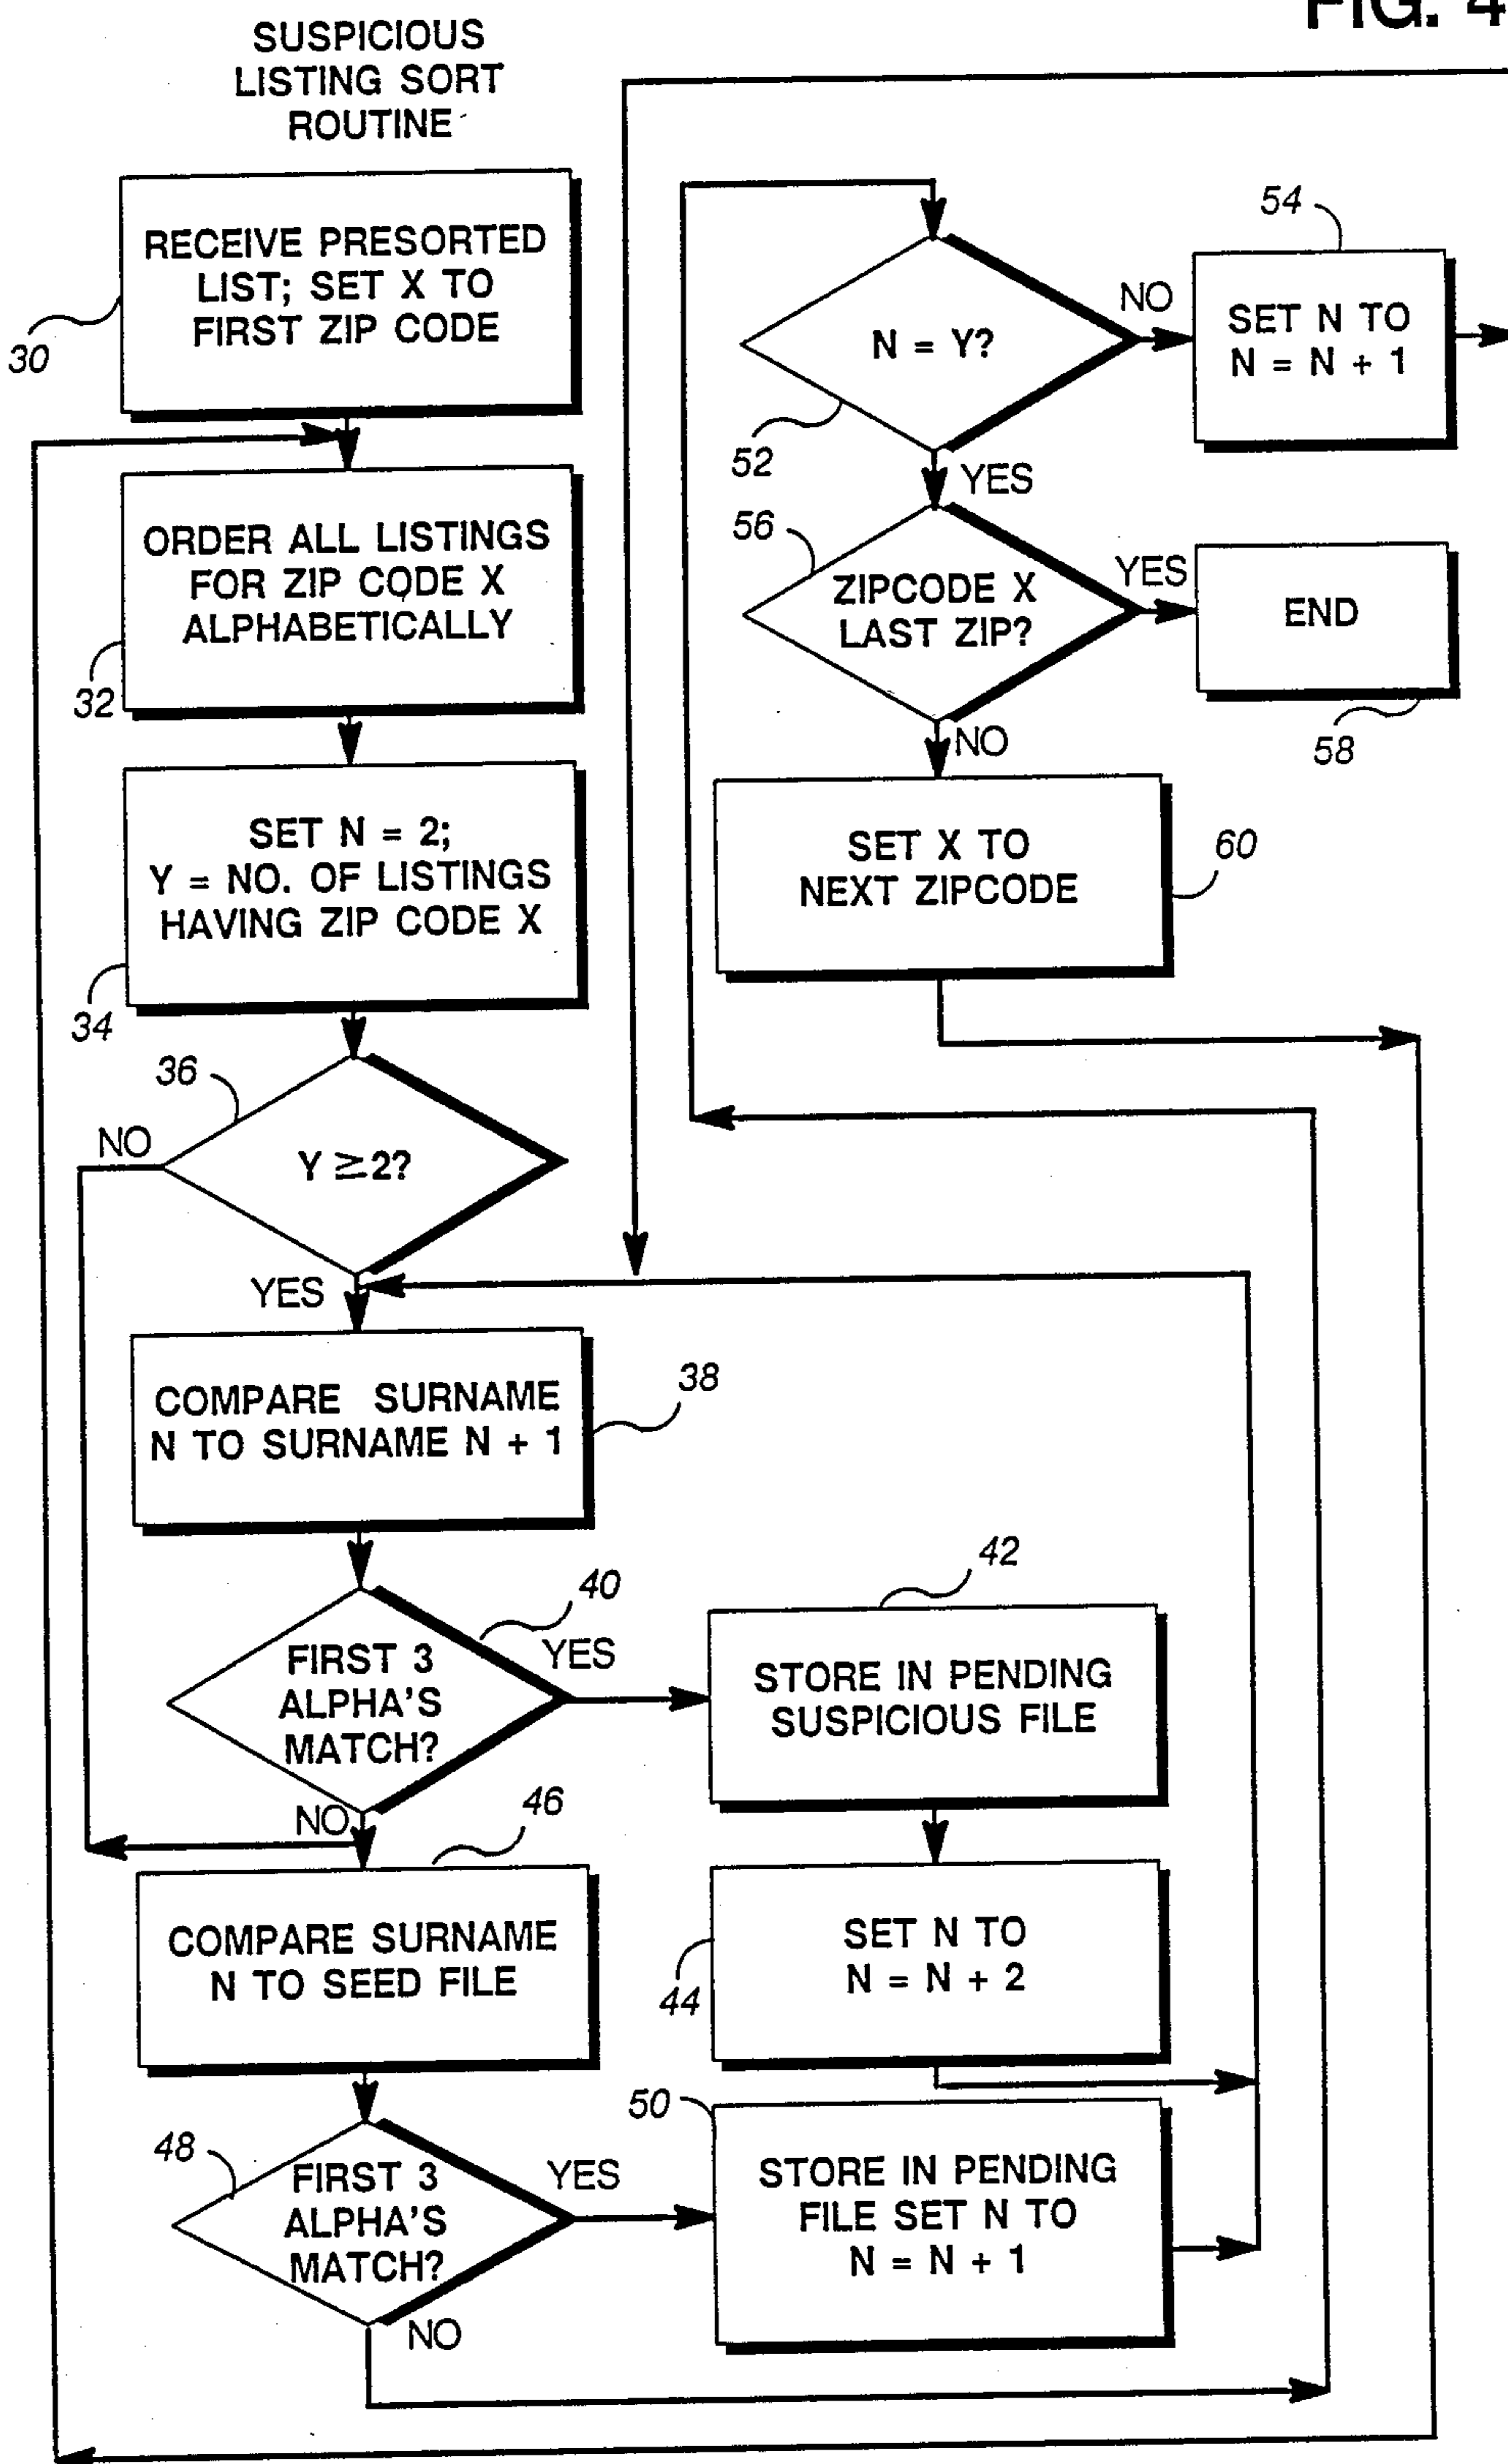 FIG. 4
SUSPICIOUS
LISTING SORT
ROUTINE
RECEIVE PRESORTED
LIST; SET X TO
FIRST ZIP CODE
30
ORDER ALL LISTINGS
FOR ZIP CODE X
ALPHABETICALLY
32
SET N = 2;
Y = NO. OF LISTINGS
HAVING ZIP CODE X
34
36
NO
Y ≧ 2?
YES
COMPARE SURNAME
N TO SURNAME N + 1
38
40
FIRST 3
ALPHA'S
MATCH?
YES
NO
42
STORE IN PENDING
SUSPICIOUS FILE
SET N TO
N = N + 2
44
46
COMPARE SURNAME
N TO SEED FILE
48
FIRST 3
ALPHA'S
MATCH?
YES
NO
50
STORE IN PENDING
FILE SET N TO
N = N + 1
N = Y?
52
NO
YES
54
SET N TO
N = N + 1
56
ZIPCODE X
LAST ZIP?
YES
NO
END
58
SET X TO
NEXT ZIPCODE
60